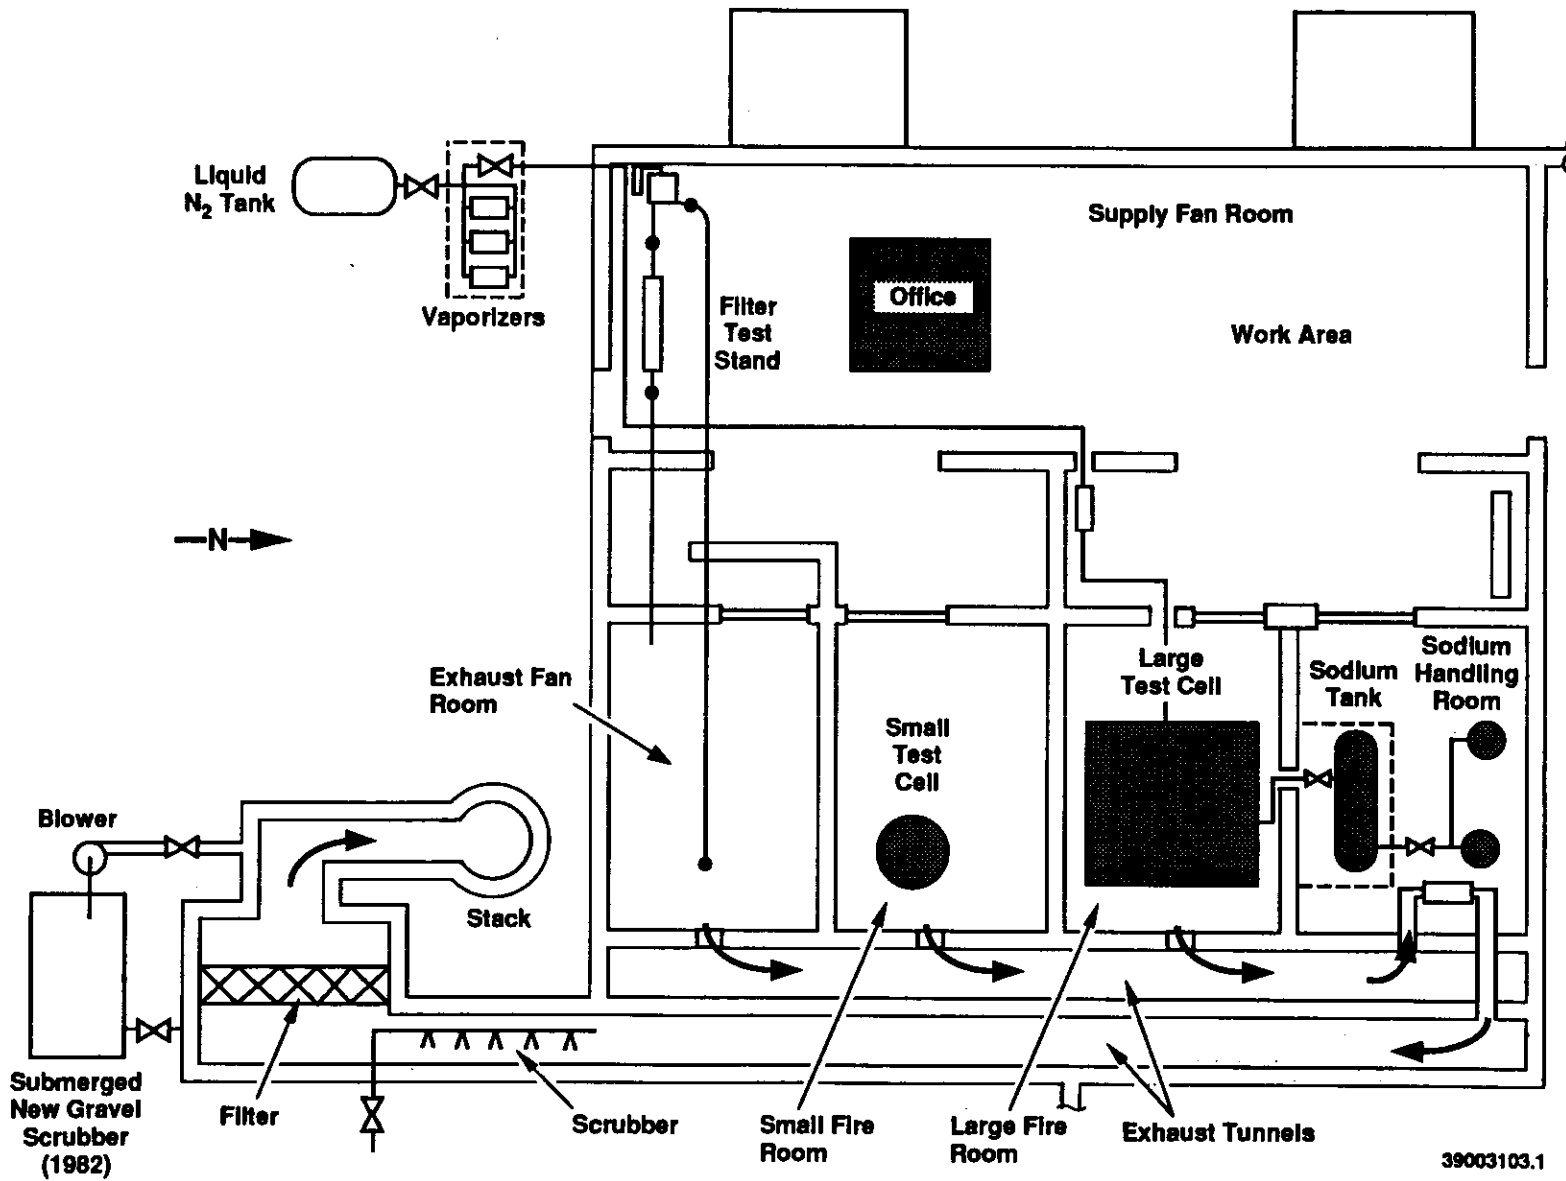 Liquid
N₂ Tank
Vaporizers
Filter
Test
Stand
Office
Supply Fan Room
Work Area
N
Exhaust Fan
Room
Small
Test
Cell
Large
Test Cell
Sodium
Tank
Sodium
Handling
Room
Blower
Stack
Submerged
New Gravel
Scrubber
(1982)
Filter
Scrubber
Small Fire
Room
Large Fire
Room
Exhaust Tunnels
39003103.1